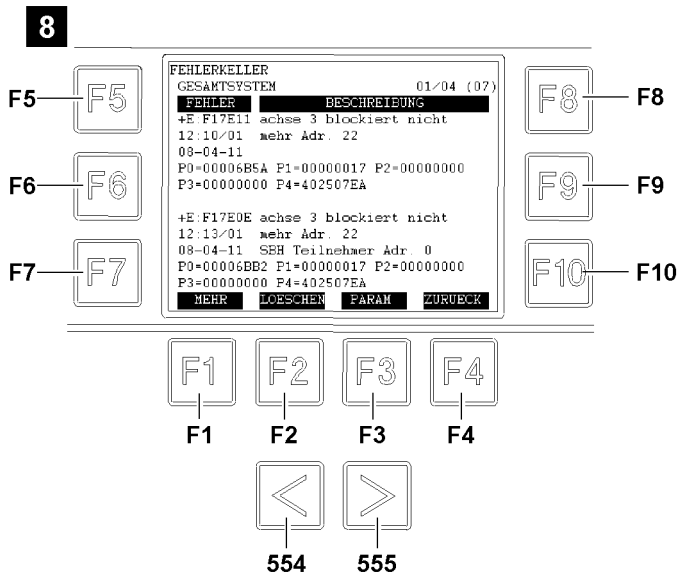 8
FEHLERKELLER
GESAMTSYSTEM 01/04 (07)
FEHLER BESCHREIBUNG
+E:F17E11 achse 3 blockiert nicht
12:10/01 mehr Adr. 22
08-04-11
P0=00006B5A P1=00000017 P2=00000000
P3=00000000 P4=402507EA
+E:F17E0E achse 3 blockiert nicht
12:13/01 mehr Adr. 22
08-04-11 SBH Teilnehmer Adr. 0
P0=00006BB2 P1=00000017 P2=00000000
P3=00000000 P4=402507EA
MEHR LOESCHEN PARAM ZURUECK
F5 F5
F6 F6
F7 F7
F8 F8
F9 F9
F10 F10
F1 F2 F3 F4
F1 F2 F3 F4
< >
554 555